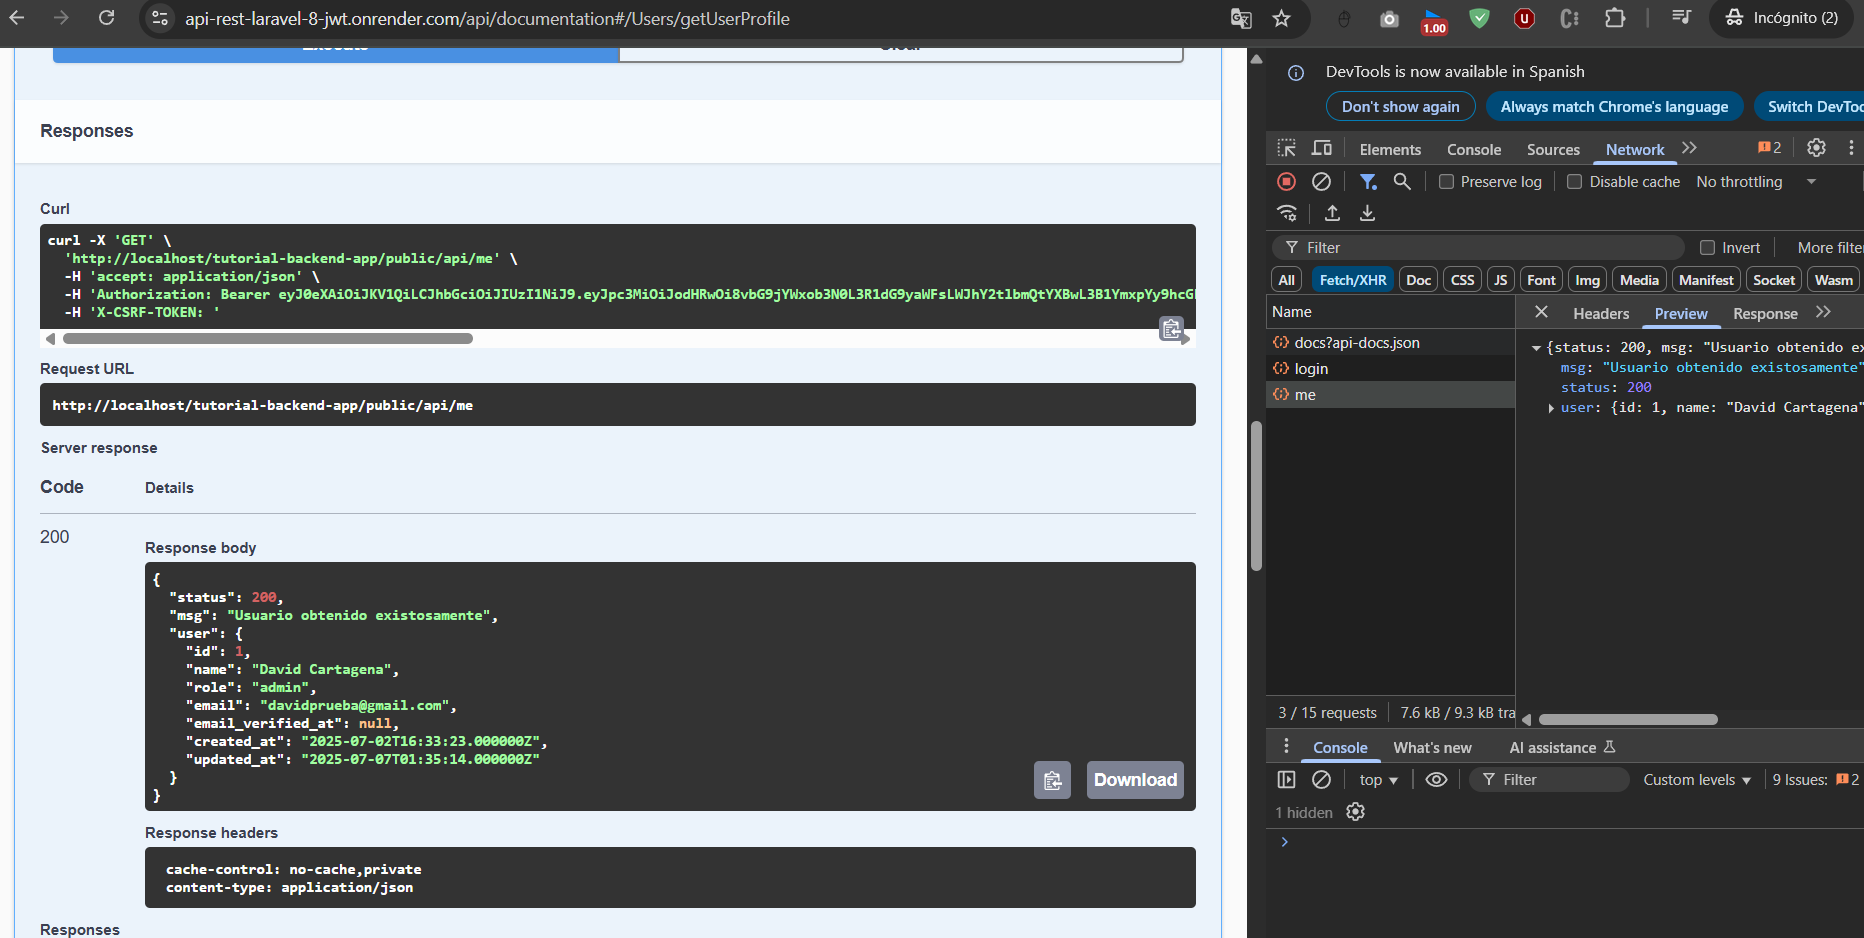 api-rest-laravel-8-jwt.onrender.com/api/documentation#/Users/getUserProfile
1.00
Incógnito (2)
Execute
Clear
Responses
Curl
curl -X 'GET' \
'http://localhost/tutorial-backend-app/public/api/me' \
-H 'accept: application/json' \
-H 'Authorization: Bearer
-H 'X-CSRF-TOKEN: '
Request URL
http://localhost/tutorial-backend-app/public/api/me
Server response
Code Details
200
Response body
{
"status": 200,
"msg": "Usuario obtenido existosamente",
"user": {
"id": 1,
"name": "David Cartagena",
"role": "admin",
"email": "davidprueba@gmail.com",
"email_verified_at": null,
"created_at": "2025-07-02T16:33:23.000000Z",
"updated_at": "2025-07-07T01:35:14.000000Z"
}
}
Download
Response headers
cache-control: no-cache,private
content-type: application/json
Responses
DevTools is now available in Spanish
Don't show again Always match Chrome's language Switch DevToo
Elements Console Sources Network 2
Preserve log Disable cache No throttling
Filter Invert More filte
All Fetch/XHR Doc CSS JS Font Img Media Manifest Socket Wasm
Name
Headers Preview Response
docs?api-docs.json
login
me
{status: 200, msg: "Usuario obtenido ex
msg: "Usuario obtenido existosamente"
status: 200
user: {id: 1, name: "David Cartagena"
3 / 15 requests 7.6 kB / 9.3 kB tra
Console What's new AI assistance
top Filter Custom levels 9 Issues: 2
1 hidden